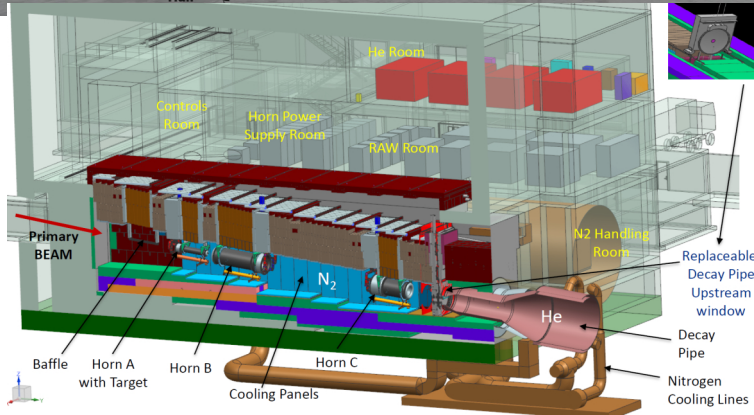 He Room
Controls
Room
Horn Power
Supply Room
RAW Room
Primary
BEAM
N2 Handling
Room
N₂
He
Replaceable
Decay Pipe
Upstream
window
Decay
Pipe
Nitrogen
Cooling Lines
Baffle
Horn A
with Target
Horn B
Cooling Panels
Horn C